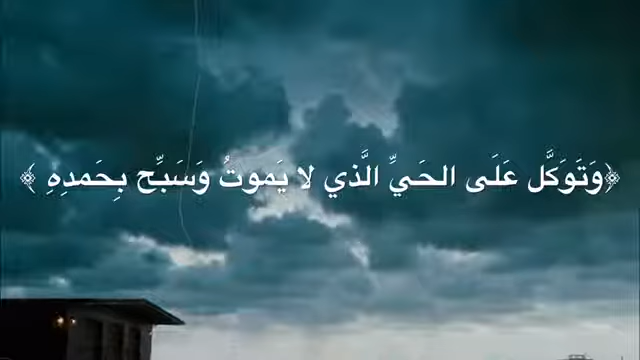 ﴿وَتَوَكَّل عَلَى الحَيِّ الَّذي لا يَموتُ وَسَبِّح بِحَمدِهِ ﴾